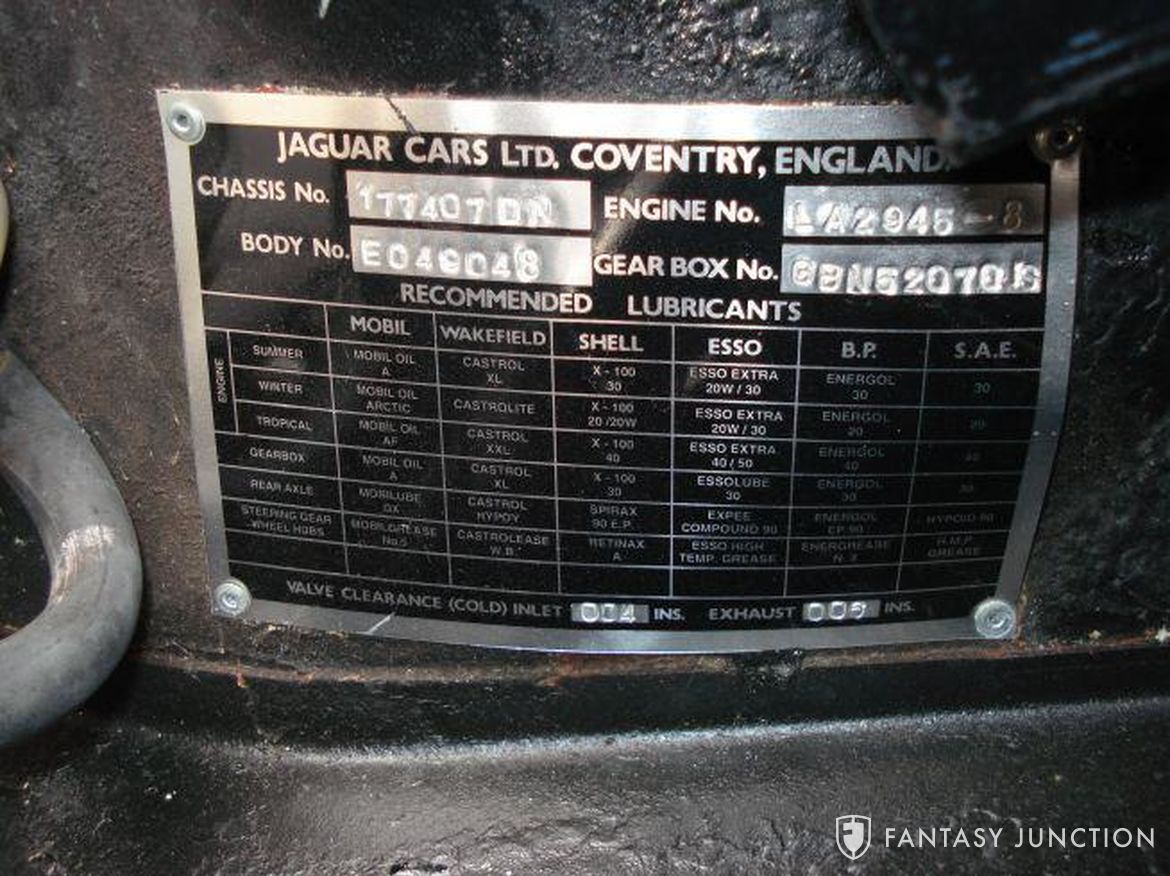 JAGUAR CARS LTD. COVENTRY, ENGLAND.
CHASSIS No. 177407DN ENGINE No. LA2945-8
BODY No. E049048 GEAR BOX No.
RECOMMENDED LUBRICANTS
MOBIL WAKEFIELD SHELL ESSO B.P. S.A.E.
ENGINE
SUMMER MOBIL OIL A CASTROL XL X-100 30 ESSO EXTRA 20W/30 ENERGOL 30 30
WINTER MOBIL OIL ARCTIC CASTROLITE X-100 20/20W ESSO EXTRA 20W/30 ENERGOL 20 20
TROPICAL MOBIL OIL AF CASTROL XXL X-100 40 ESSO EXTRA 40/50 ENERGOL 40 40
GEARBOX MOBIL OIL A CASTROL XL X-100 30 ESSOLUBE 30 ENERGOL 30 30
REAR AXLE MOBILUBE GX CASTROL HYPOY SPIRAX 90 E.P. EXPEE COMPOUND 90 ENERGOL EP.90 HYPOID-90
STEERING GEAR -WHEEL HUBS MOBILGREASE No.5 CASTROLEASE W.B. RETINAX A ESSO HIGH TEMP. GREASE ENERGREASE N.3 H.M.P. GREASE
VALVE CLEARANCE (COLD) INLET 004 INS. EXHAUST 006 INS.
FANTASY JUNCTION